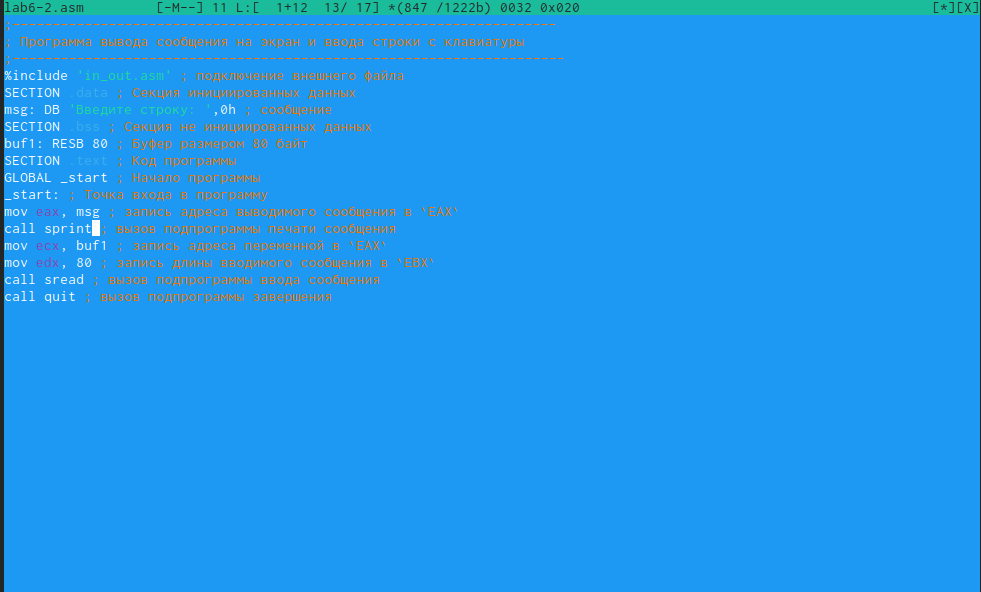 lab6-2.asm [-M--] 11 L:[ 1+12 13/ 17] *(847 /1222b) 0032 0x020 [*][X]
;--------------------------------------------------------------------
; Программа вывода сообщения на экран и ввода строки с клавиатуры
;---------------------------------------------------------------------
%include 'in_out.asm' ; подключение внешнего файла
SECTION .data ; Секция инициированных данных
msg: DB 'Введите строку: ',0h ; сообщение
SECTION .bss ; Секция не инициированных данных
buf1: RESB 80 ; Буфер размером 80 байт
SECTION .text ; Код программы
GLOBAL _start ; Начало программы
_start: ; Точка входа в программу
mov eax, msg ; запись адреса выводимого сообщения в `EAX`
call sprint ; вызов подпрограммы печати сообщения
mov ecx, buf1 ; запись адреса переменной в `EAX`
mov edx, 80 ; запись длины вводимого сообщения в `EBX`
call sread ; вызов подпрограммы ввода сообщения
call quit ; вызов подпрограммы завершения